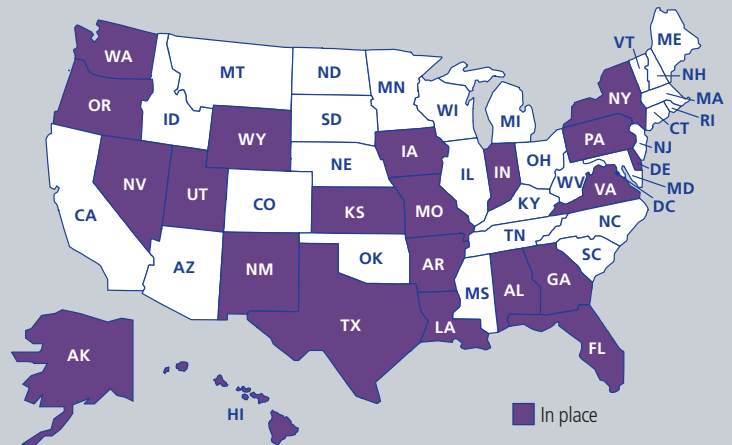 WA
MT
ND
MN
VT
ME
NH
MA
RI
CT
NJ
DE
MD
DC
OR
ID
WY
SD
WI
MI
NY
NV
UT
CO
NE
IA
IL
IN
OH
PA
WV
VA
CA
AZ
NM
KS
OK
MO
AR
KY
TN
NC
SC
MS
AL
GA
TX
LA
FL
AK
HI
In place